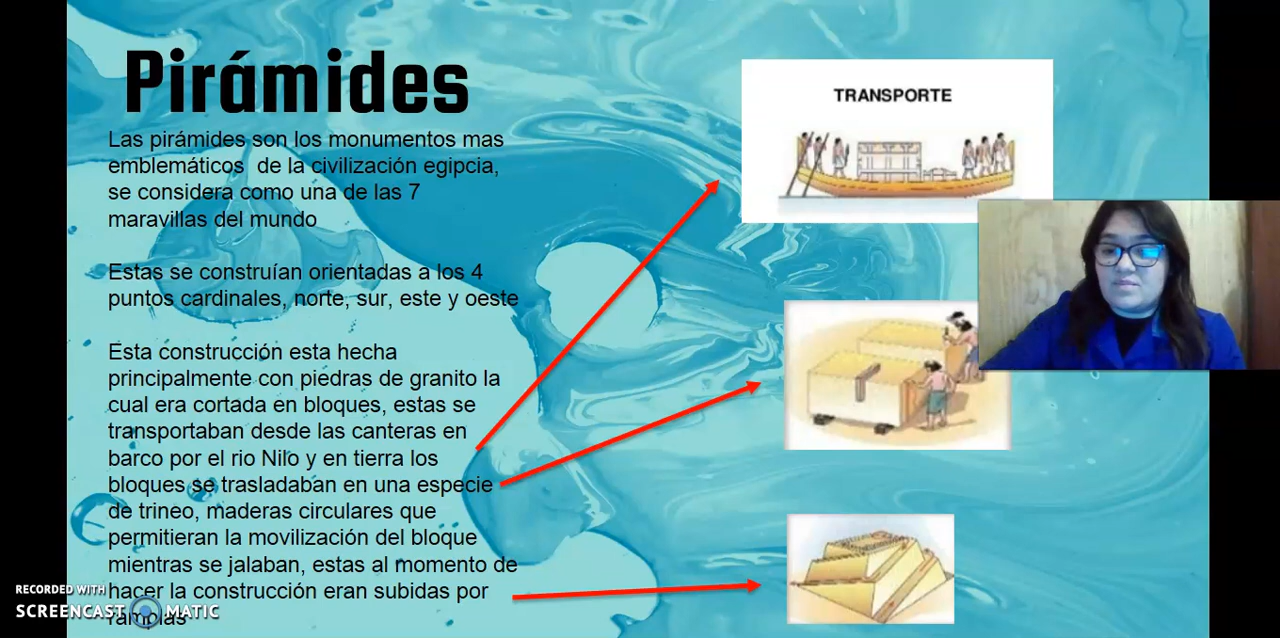 Pirámides
Las pirámides son los monumentos mas
emblemáticos de la civilización egipcia,
se considera como una de las 7
maravillas del mundo
Estas se construían orientadas a los 4
puntos cardinales, norte, sur, este y oeste
Esta construcción esta hecha
principalmente con piedras de granito la
cual era cortada en bloques, estas se
transportaban desde las canteras en
barco por el rio Nilo y en tierra los
bloques se trasladaban en una especie
de trineo, maderas circulares que
permitieran la movilización del bloque
mientras se jalaban, estas al momento de
hacer la construcción eran subidas por
ramplas
TRANSPORTE
RECORDED WITH
SCREENCAST MATIC